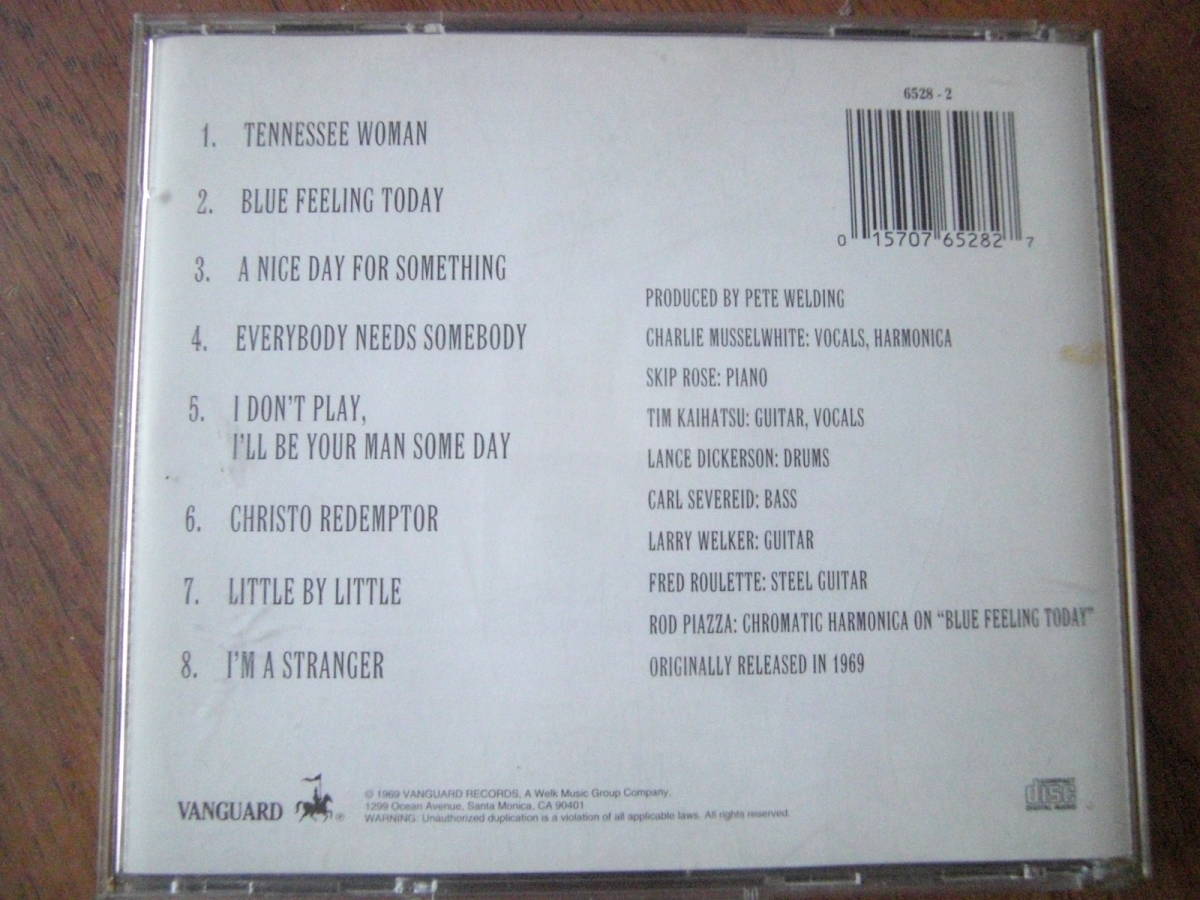 1. TENNESSEE WOMAN
2. BLUE FEELING TODAY
3. A NICE DAY FOR SOMETHING
4. EVERYBODY NEEDS SOMEBODY
5. I DON'T PLAY,
I'LL BE YOUR MAN SOME DAY
6. CHRISTO REDEMPTOR
7. LITTLE BY LITTLE
8. I'M A STRANGER
6528-2
0 15707 65282 7
PRODUCED BY PETE WELDING
CHARLIE MUSSELWHITE: VOCALS, HARMONICA
SKIP ROSE: PIANO
TIM KAIHATSU: GUITAR, VOCALS
LANCE DICKERSON: DRUMS
CARL SEVEREID: BASS
LARRY WELKER: GUITAR
FRED ROULETTE: STEEL GUITAR
ROD PIAZZA: CHROMATIC HARMONICA ON "BLUE FEELING TODAY"
ORIGINALLY RELEASED IN 1969
VANGUARD ®
© 1969 VANGUARD RECORDS, A Welk Music Group Company.
1299 Ocean Avenue, Santa Monica, CA 90401
WARNING: Unauthorized duplication is a violation of all applicable laws. All rights reserved.
COMPACT
disc
DIGITAL AUDIO